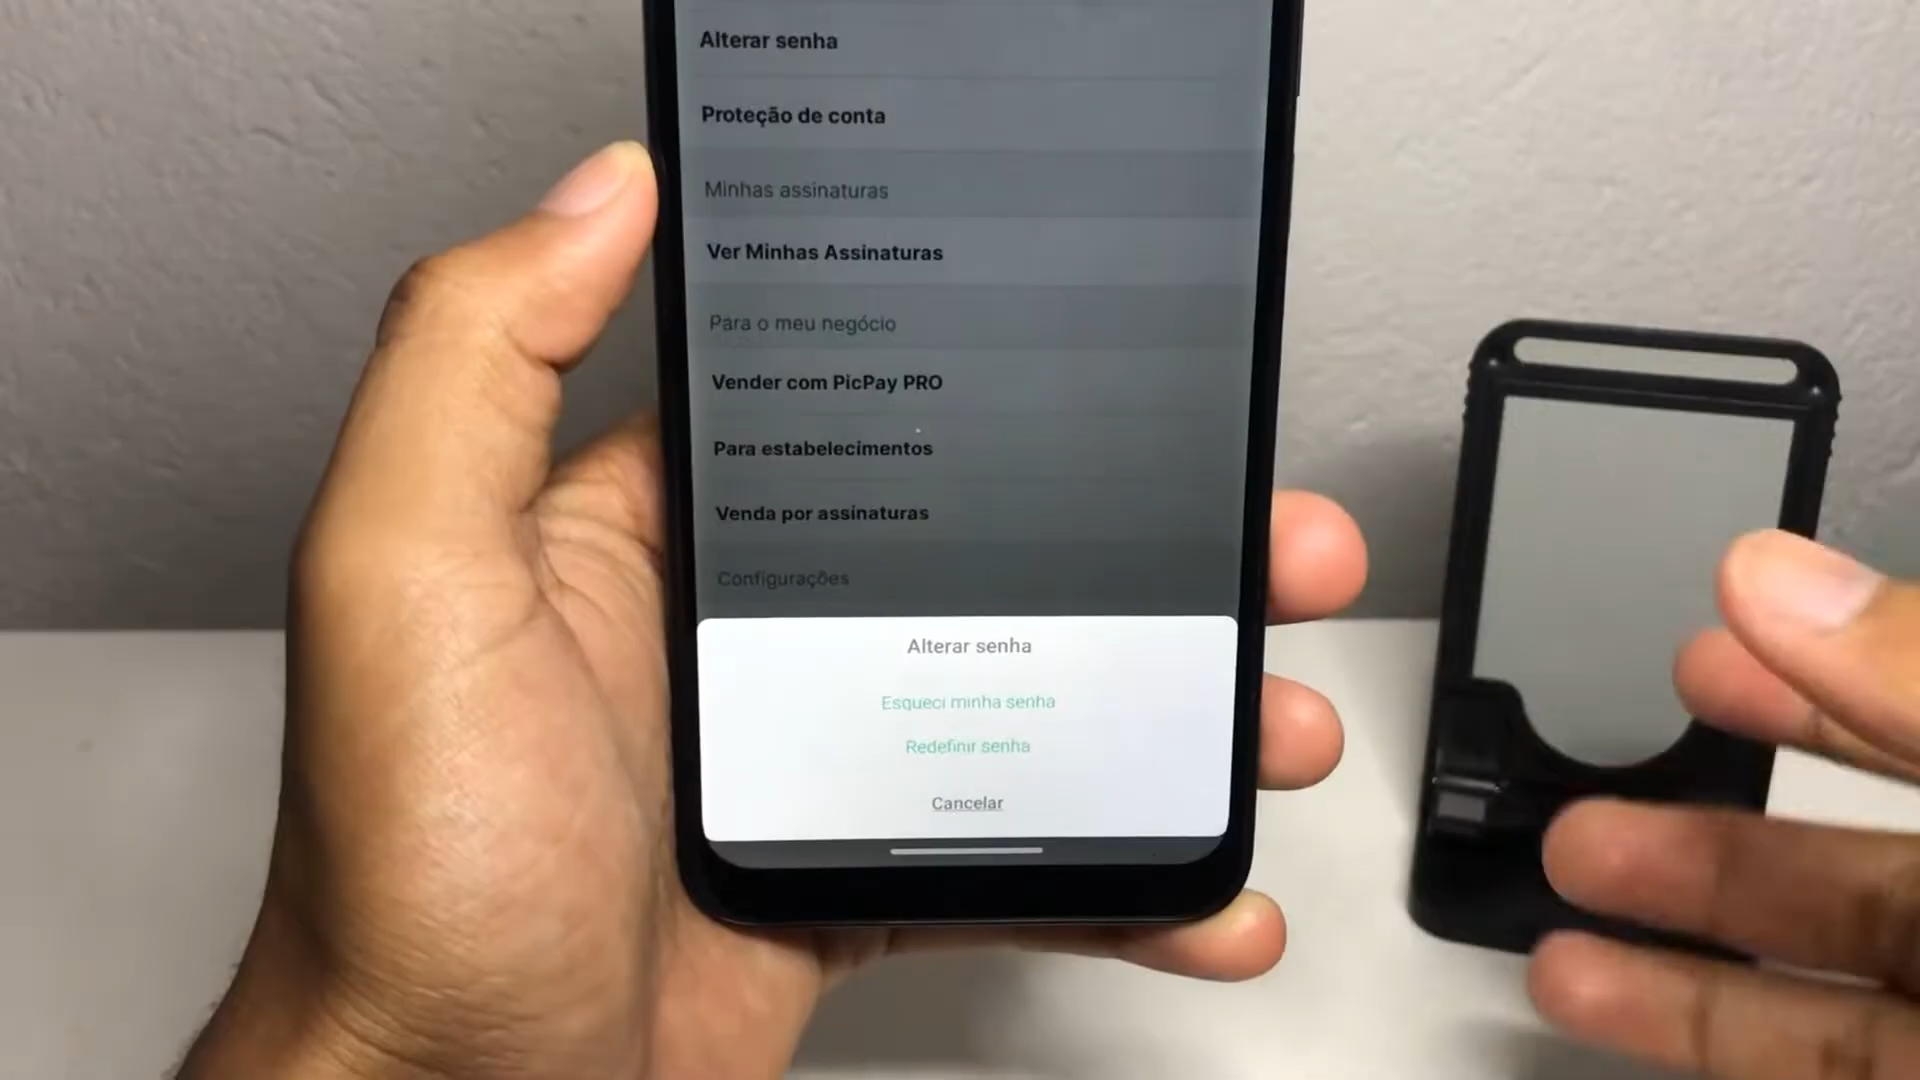 Alterar senha
Proteção de conta
Minhas assinaturas
Ver Minhas Assinaturas
Para o meu negócio
Vender com PicPay PRO
Para estabelecimentos
Venda por assinaturas
Configurações
Alterar senha
Esqueci minha senha
Redefinir senha
Cancelar